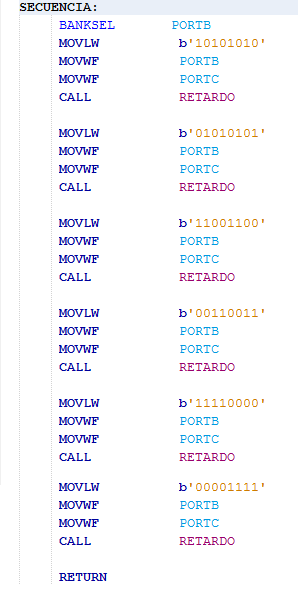 SECUENCIA:
BANKSEL PORTB
MOVLW b'10101010'
MOVWF PORTB
MOVWF PORTC
CALL RETARDO
MOVLW b'01010101'
MOVWF PORTB
MOVWF PORTC
CALL RETARDO
MOVLW b'11001100'
MOVWF PORTB
MOVWF PORTC
CALL RETARDO
MOVLW b'00110011'
MOVWF PORTB
MOVWF PORTC
CALL RETARDO
MOVLW b'11110000'
MOVWF PORTB
MOVWF PORTC
CALL RETARDO
MOVLW b'00001111'
MOVWF PORTB
MOVWF PORTC
CALL RETARDO
RETURN